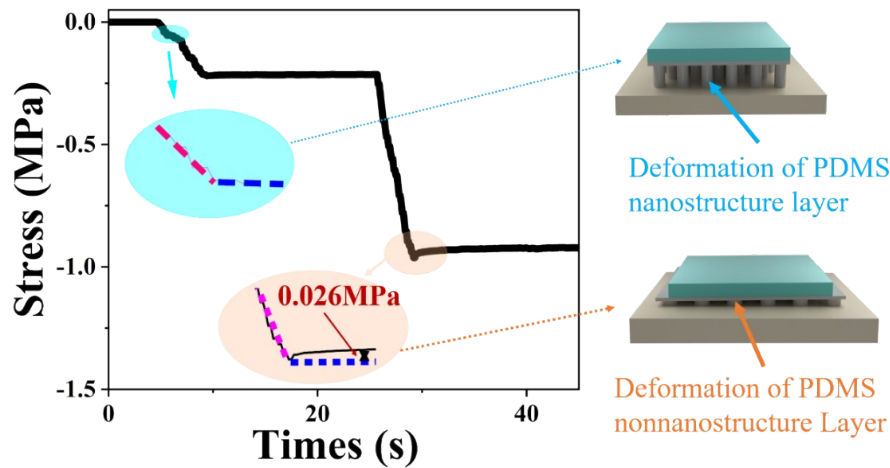 0.0
-0.5
-1.0
-1.5
Stress (MPa)
0
20
40
Times (s)
0.026MPa
Deformation of PDMS
nanostructure layer
Deformation of PDMS
nonnanostructure Layer